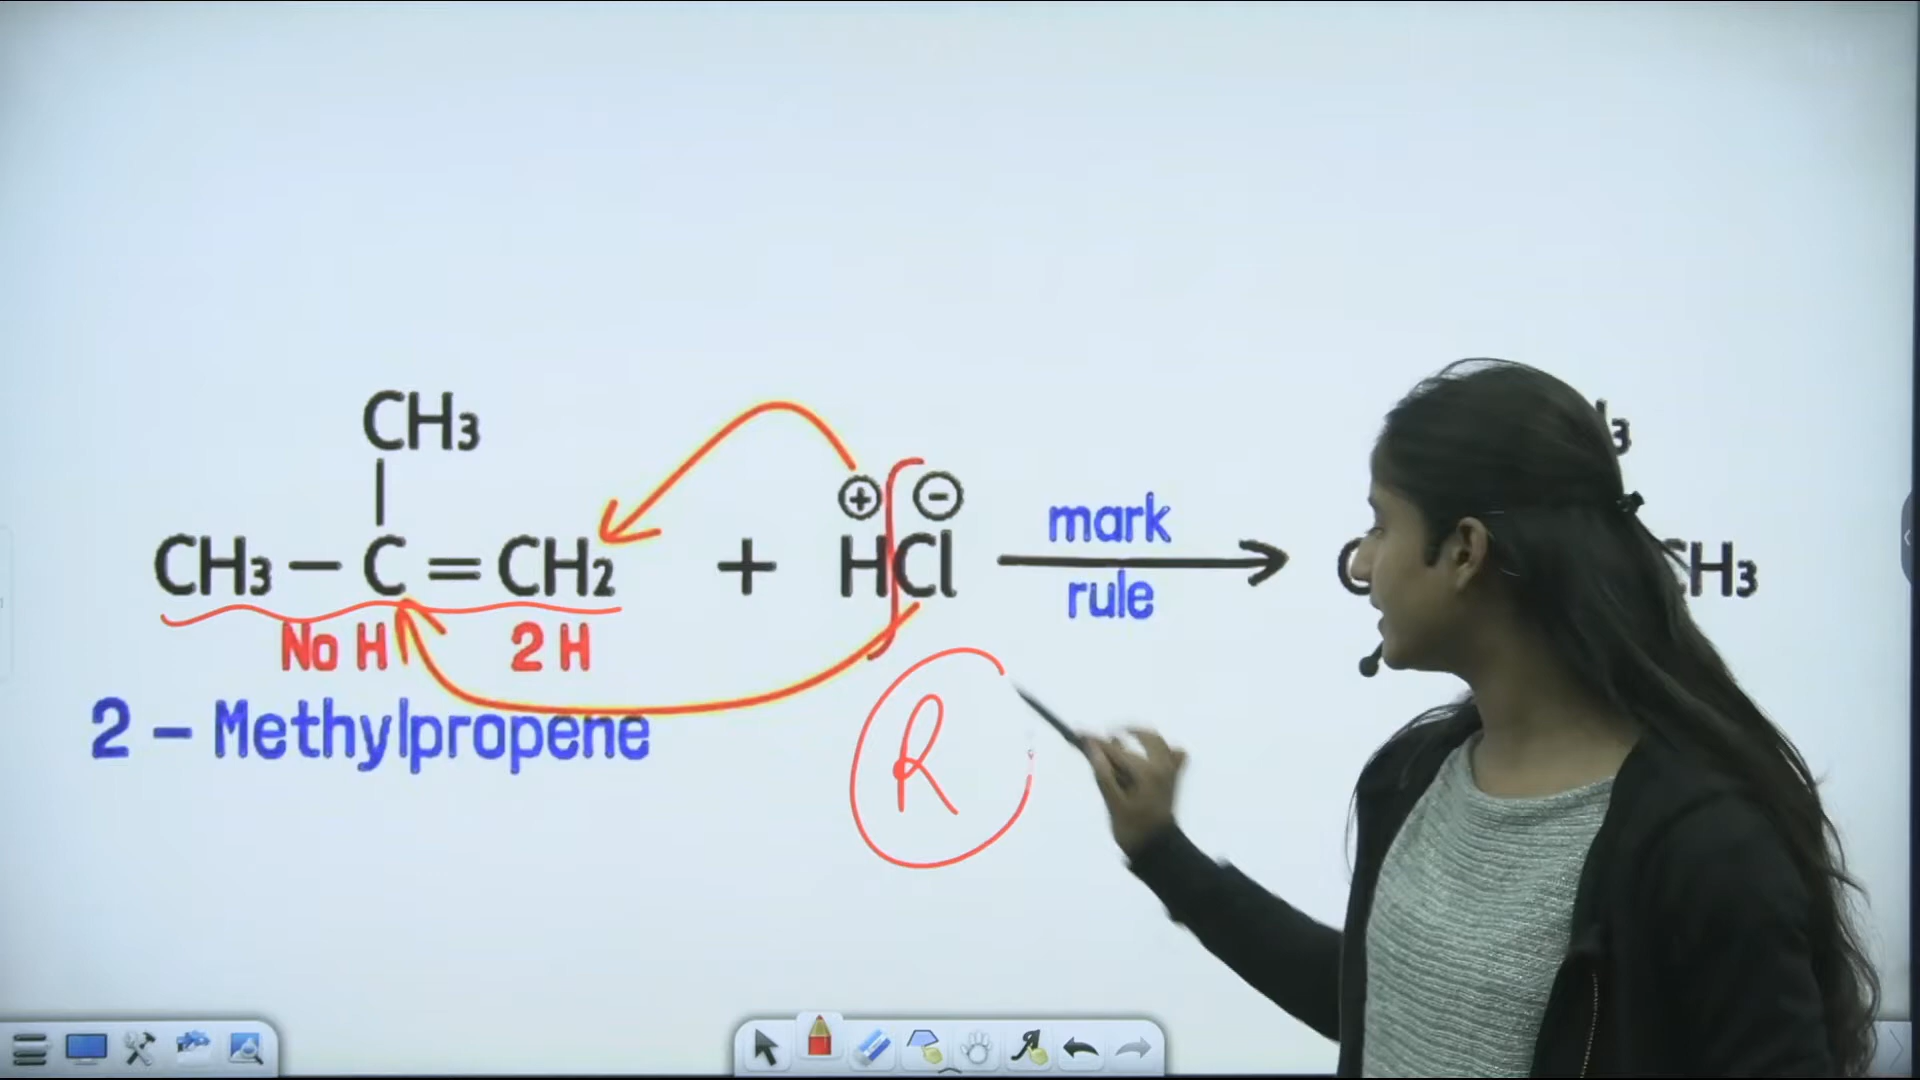 CH3
CH3 – C = CH2 + HCl
⊕ ⊖
mark
rule
CH3
No H 2 H
2 – Methylpropene
R